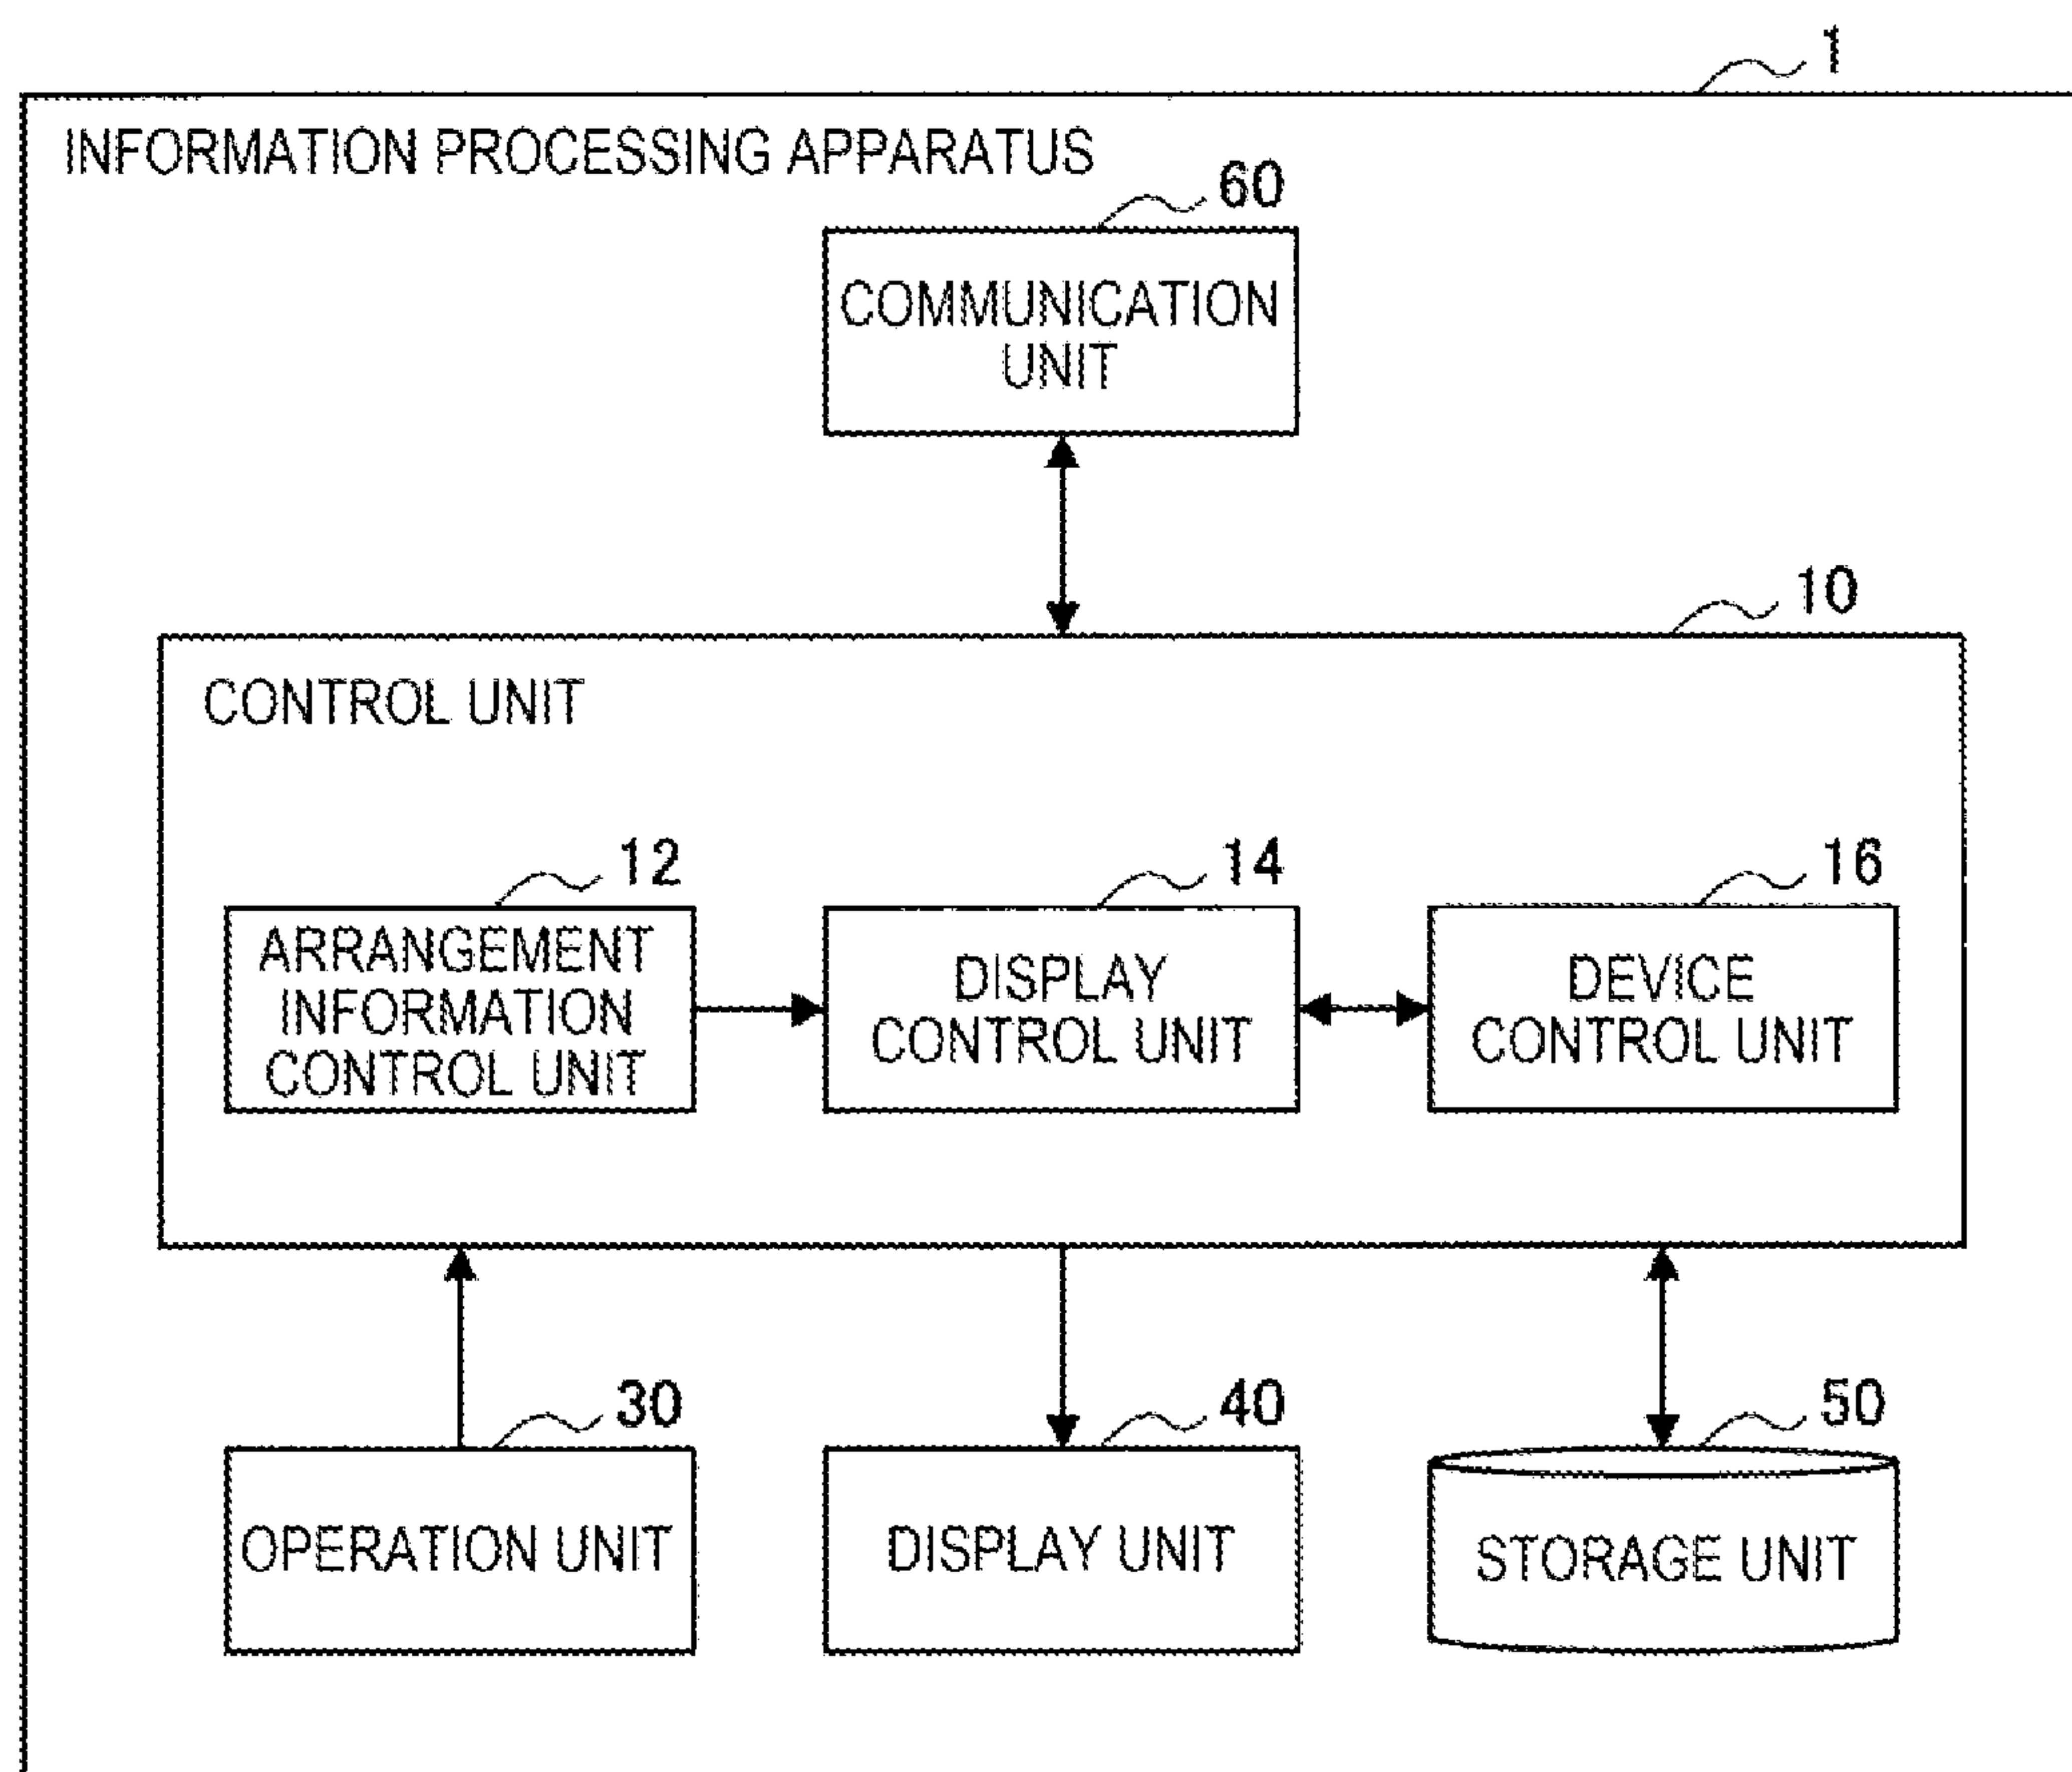 1
INFORMATION PROCESSING APPARATUS
60
COMMUNICATION
UNIT
10
CONTROL UNIT
12
14
16
ARRANGEMENT
INFORMATION
CONTROL UNIT
DISPLAY
CONTROL UNIT
DEVICE
CONTROL UNIT
30
40
50
OPERATION UNIT
DISPLAY UNIT
STORAGE UNIT